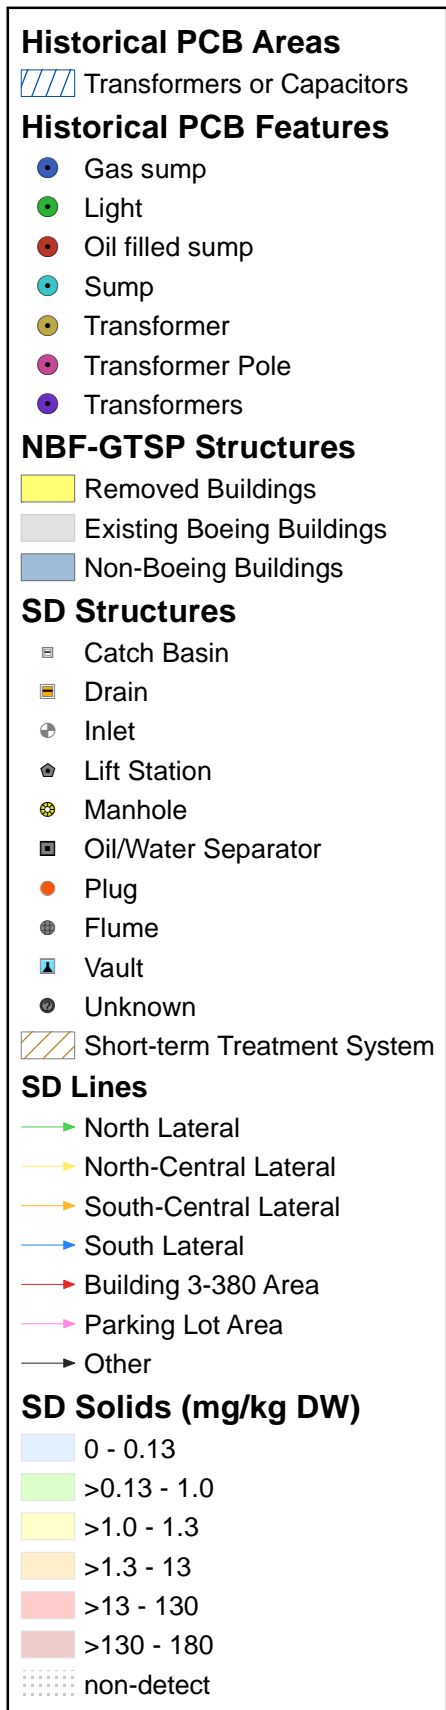 Historical PCB Areas
Transformers or Capacitors
Historical PCB Features
Gas sump
Light
Oil filled sump
Sump
Transformer
Transformer Pole
Transformers
NBF-GTSP Structures
Removed Buildings
Existing Boeing Buildings
Non-Boeing Buildings
SD Structures
Catch Basin
Drain
Inlet
Lift Station
Manhole
Oil/Water Separator
Plug
Flume
Vault
? Unknown
Short-term Treatment System
SD Lines
North Lateral
North-Central Lateral
South-Central Lateral
South Lateral
Building 3-380 Area
Parking Lot Area
Other
SD Solids (mg/kg DW)
0 - 0.13
>0.13 - 1.0
>1.0 - 1.3
>1.3 - 13
>13 - 130
>130 - 180
non-detect